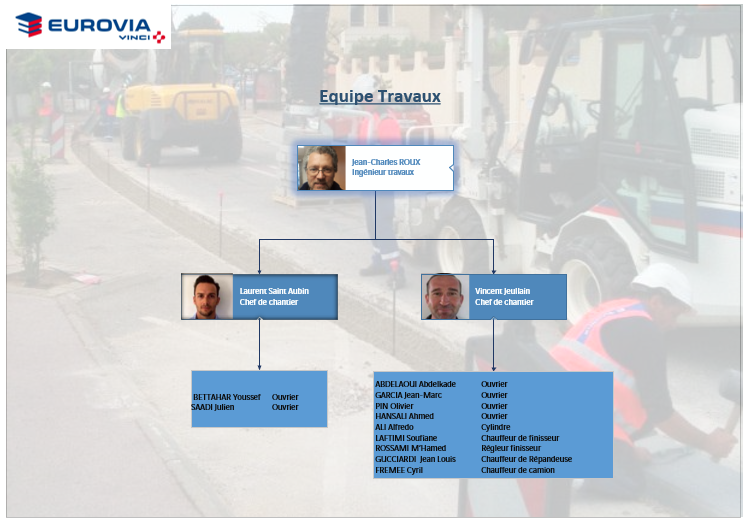 EUROVIA
VINCI
Equipe Travaux
Jean-Charles ROUX
Ingénieur travaux
Laurent Saint Aubin
Chef de chantier
Vincent Jeullain
Chef de chantier
BETTAHAR Youssef Ouvrier
SAADI Julien Ouvrier
ABDELAOUI Abdelkade Ouvrier
GARCIA Jean-Marc Ouvrier
PIN Olivier Ouvrier
HANSALI Ahmed Ouvrier
ALI Alfredo Cylindre
LAFTIMI Soufiane Chauffeur de finisseur
ROSSAMI M'Hamed Régleur finisseur
GUCCIARDI Jean Louis Chauffeur de Répandeuse
FREMEE Cyril Chauffeur de camion